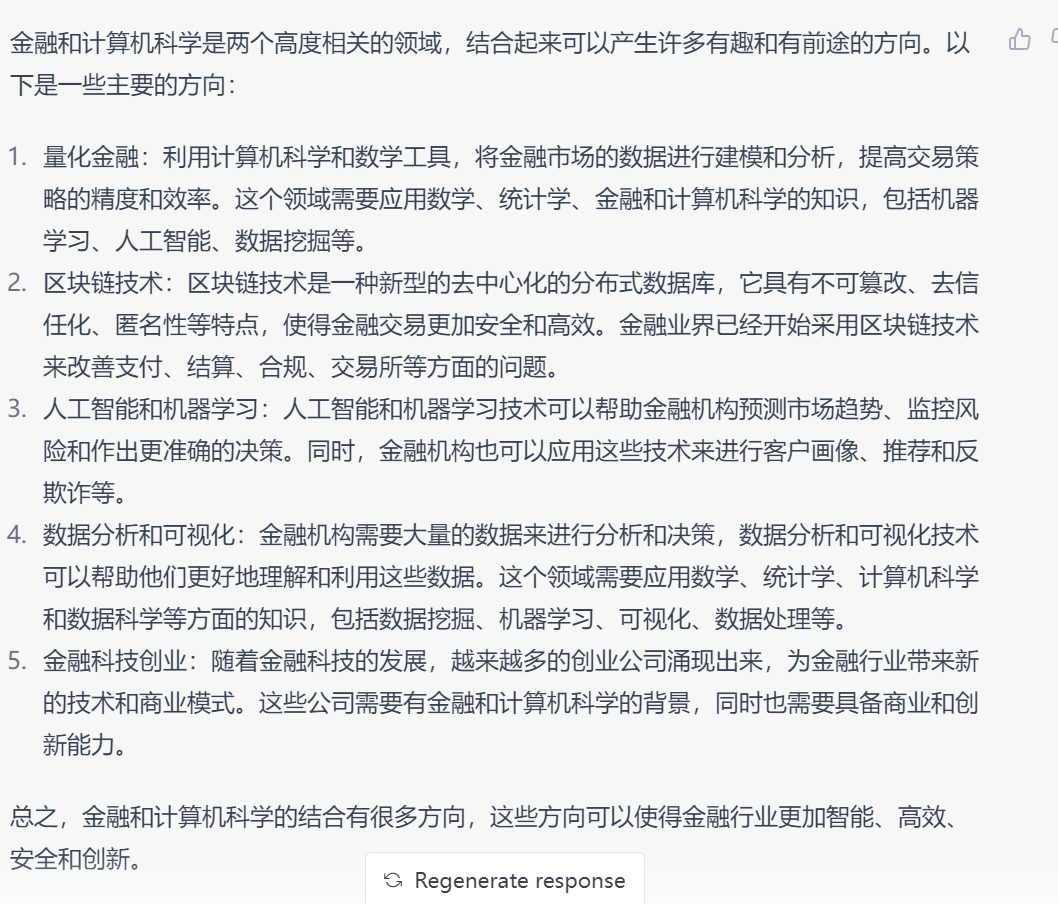 金融和计算机科学是两个高度相关的领域，结合起来可以产生许多有趣和有前途的方向。以
下是一些主要的方向：
1. 量化金融：利用计算机科学和数学工具，将金融市场的数据进行建模和分析，提高交易策
略的精度和效率。这个领域需要应用数学、统计学、金融和计算机科学的知识，包括机器
学习、人工智能、数据挖掘等。
2. 区块链技术：区块链技术是一种新型的去中心化的分布式数据库，它具有不可篡改、去信
任化、匿名性等特点，使得金融交易更加安全和高效。金融业界已经开始采用区块链技术
来改善支付、结算、合规、交易所等方面的问题。
3. 人工智能和机器学习：人工智能和机器学习技术可以帮助金融机构预测市场趋势、监控风
险和作出更准确的决策。同时，金融机构也可以应用这些技术来进行客户画像、推荐和反
欺诈等。
4. 数据分析和可视化：金融机构需要大量的数据来进行分析和决策，数据分析和可视化技术
可以帮助他们更好地理解和利用这些数据。这个领域需要应用数学、统计学、计算机科学
和数据科学等方面的知识，包括数据挖掘、机器学习、可视化、数据处理等。
5. 金融科技创业：随着金融科技的发展，越来越多的创业公司涌现出来，为金融行业带来新
的技术和商业模式。这些公司需要有金融和计算机科学的背景，同时也需要具备商业和创
新能力。
总之，金融和计算机科学的结合有很多方向，这些方向可以使得金融行业更加智能、高效、
安全和创新。
Regenerate response